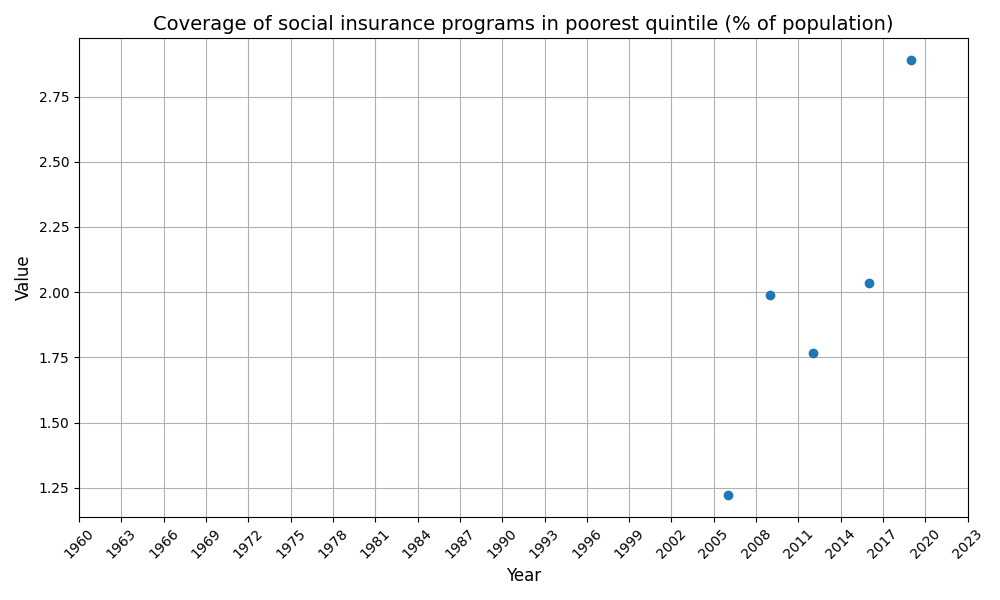 Coverage of social insurance programs in poorest quintile (% of population)
Value
2.75
2.50
2.25
2.00
1.75
1.50
1.25
1960 1963 1966 1969 1972 1975 1978 1981 1984 1987 1990 1993 1996 1999 2002 2005 2008 2011 2014 2017 2020 2023
Year